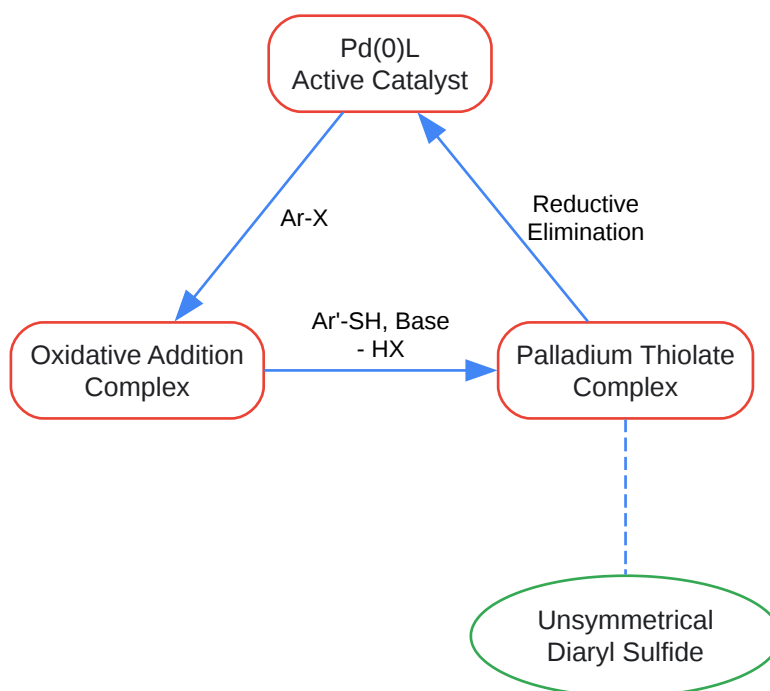 Pd(0)L
Active Catalyst
Ar-X
Reductive
Elimination
Oxidative Addition
Complex
Ar'-SH, Base
- HX
Palladium Thiolate
Complex
Unsymmetrical
Diaryl Sulfide